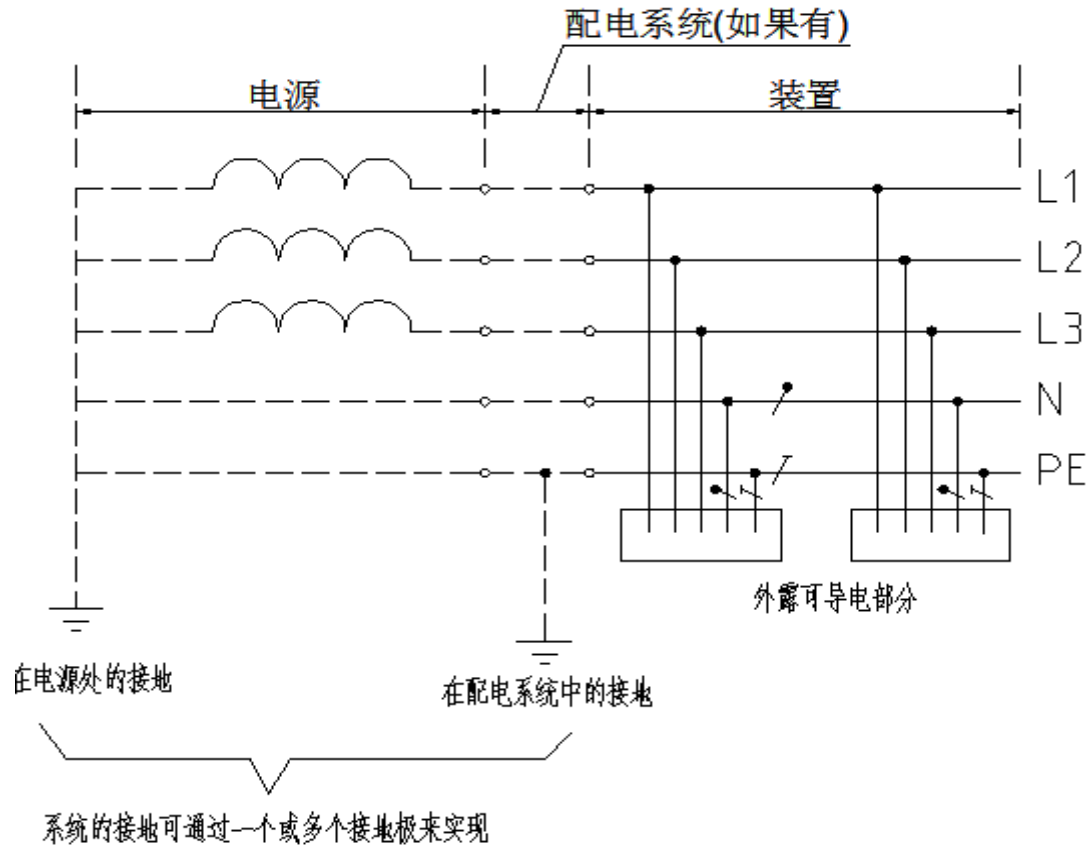 配电系统(如果有)
电源
装置
L1
L2
L3
N
PE
外露可导电部分
在电源处的接地
在配电系统中的接地
系统的接地可通过一个或多个接地极来实现